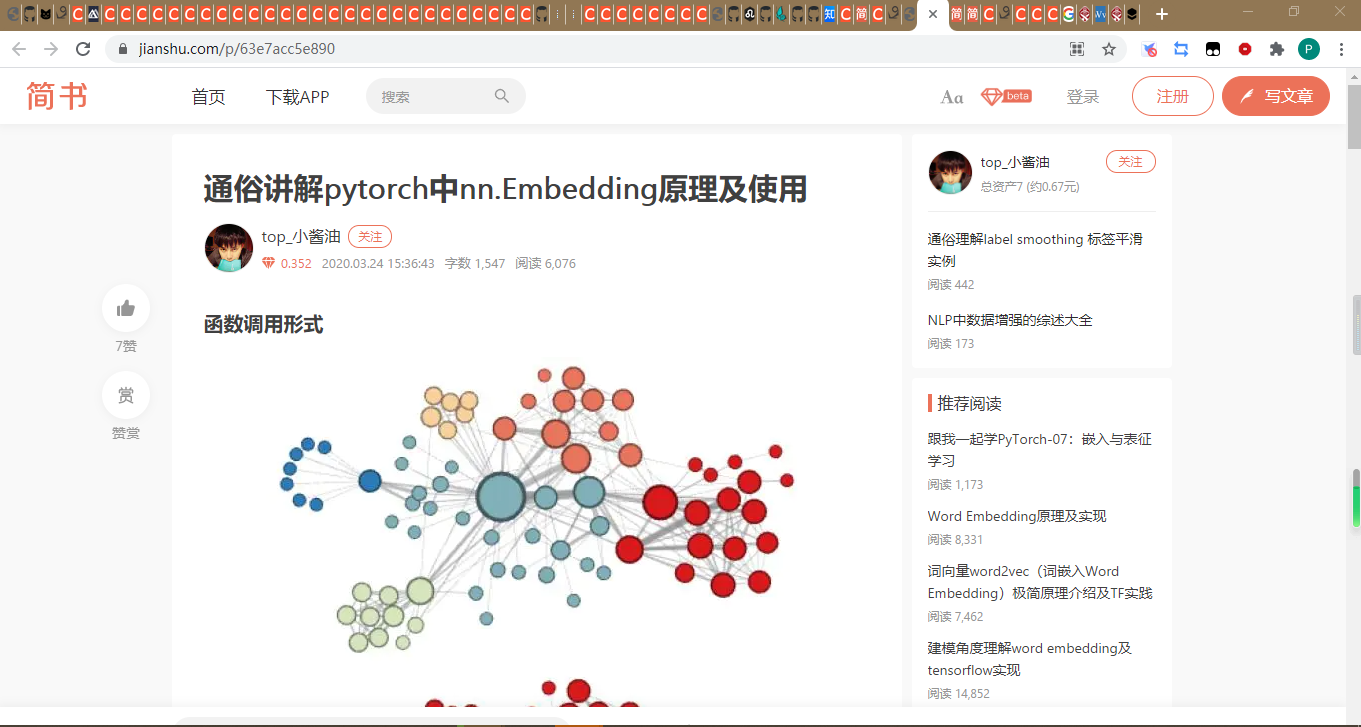 jianshu.com/p/63e7acc5e890
P
简书
首页
下载APP
搜索
Aa
beta
登录
注册
写文章
通俗讲解pytorch中nn.Embedding原理及使用
top_小酱油
关注
0.352 2020.03.24 15:36:43 字数 1,547 阅读 6,076
7赞
赏
赞赏
函数调用形式
top_小酱油
关注
总资产7 (约0.67元)
通俗理解label smoothing 标签平滑
实例
阅读 442
NLP中数据增强的综述大全
阅读 173
推荐阅读
跟我一起学PyTorch-07：嵌入与表征
学习
阅读 1,173
Word Embedding原理及实现
阅读 8,331
词向量word2vec（词嵌入Word
Embedding）极简原理介绍及TF实践
阅读 7,462
建模角度理解word embedding及
tensorflow实现
阅读 14,852